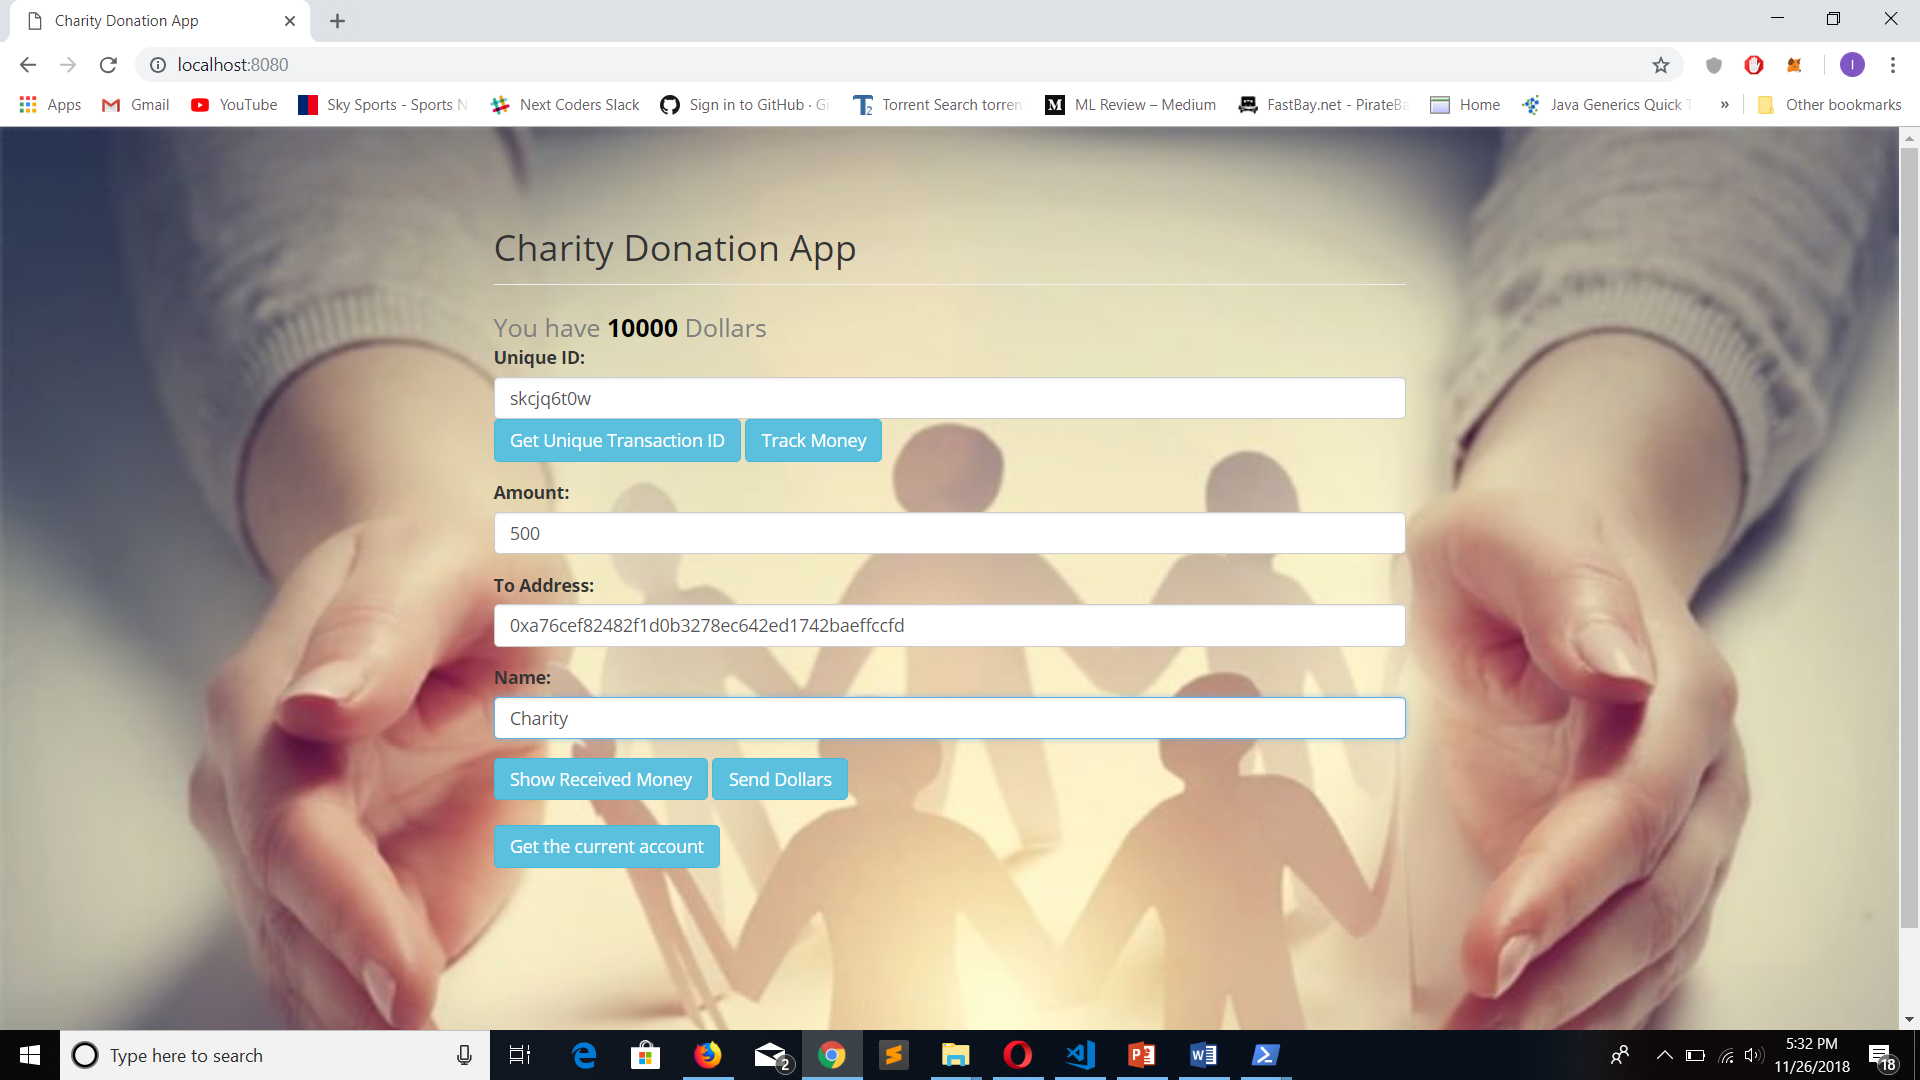 Charity Donation App
localhost:8080
I
Apps
Gmail
YouTube
Sky Sports - Sports N
Next Coders Slack
Sign in to GitHub · Gi
Torrent Search torren
ML Review – Medium
FastBay.net - PirateBa
Home
Java Generics Quick T
»
Other bookmarks
Charity Donation App
You have 10000 Dollars
Unique ID:
skcjq6t0w
Get Unique Transaction ID
Track Money
Amount:
500
To Address:
0xa76cef82482f1d0b3278ec642ed1742baeffccfd
Name:
Charity
Show Received Money
Send Dollars
Get the current account
Type here to search
2
5:32 PM
11/26/2018
18